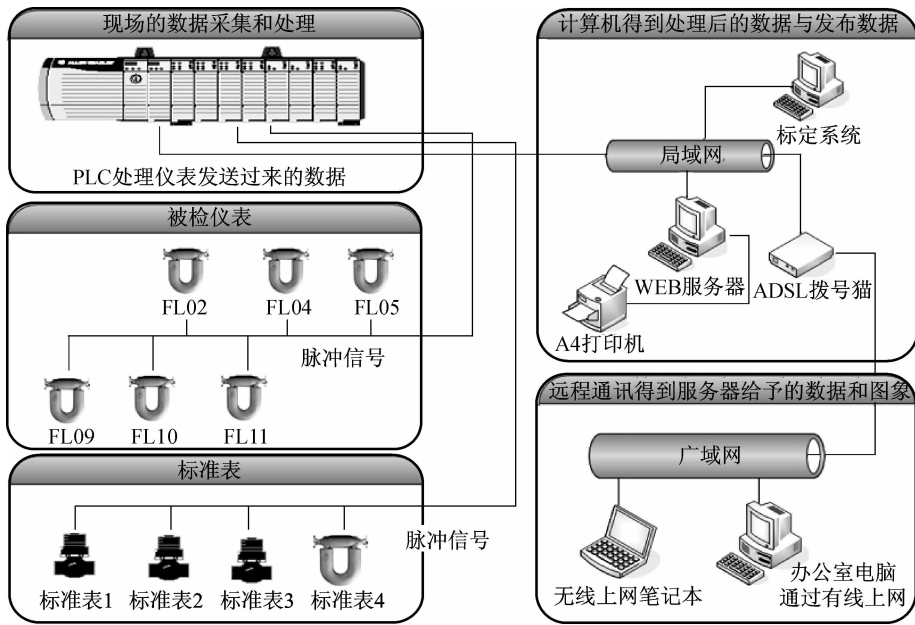 现场的数据采集和处理
PLC处理仪表发送过来的数据
被检仪表
FL02
FL04
FL05
脉冲信号
FL09
FL10
FL11
标准表
脉冲信号
标准表1
标准表2
标准表3
标准表4
计算机得到处理后的数据与发布数据
标定系统
局域网
WEB服务器
ADSL拨号猫
A4打印机
远程通讯得到服务器给予的数据和图象
广域网
无线上网笔记本
办公室电脑
通过有线上网